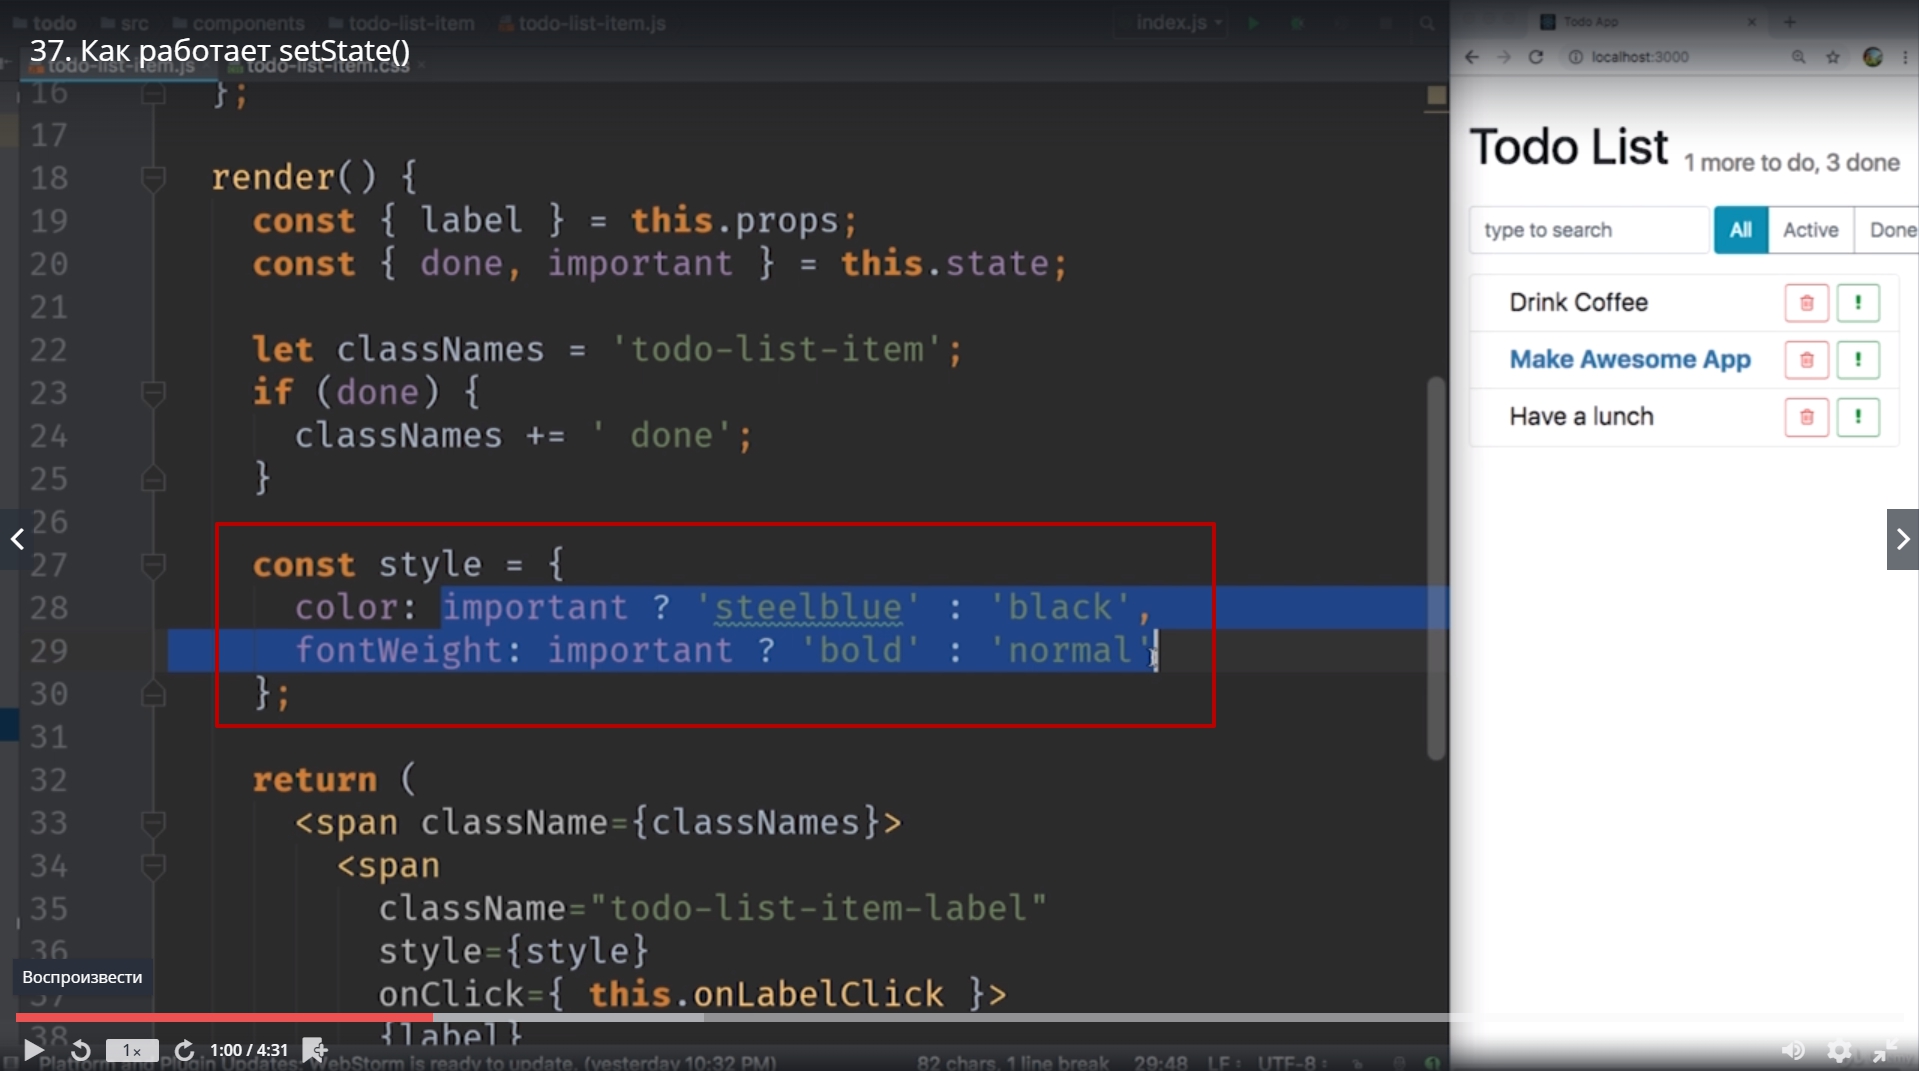 todo src components todo-list-item todo-list-item.js index.js
37. Как работает setState()
todo-list-item.js todo-list-item.css
16 };
17
18 render() {
19 const { label } = this.props;
20 const { done, important } = this.state;
21
22 let classNames = 'todo-list-item';
23 if (done) {
24 classNames += ' done';
25 }
26
27 const style = {
28 color: important ? 'steelblue' : 'black',
29 fontWeight: important ? 'bold' : 'normal'
30 };
31
32 return (
33 <span className={classNames}>
34 <span
35 className="todo-list-item-label"
36 style={style}
37 onClick={ this.onLabelClick }>
38 {label}
Воспроизвести
1× 1:00 / 4:31
Platform and Plugin Updates: WebStorm is ready to update. (yesterday 10:32 PM) 82 chars, 1 line break 29:48 LF: UTF-8:
Todo App
localhost:3000
Todo List 1 more to do, 3 done
type to search All Active Done
Drink Coffee
Make Awesome App
Have a lunch